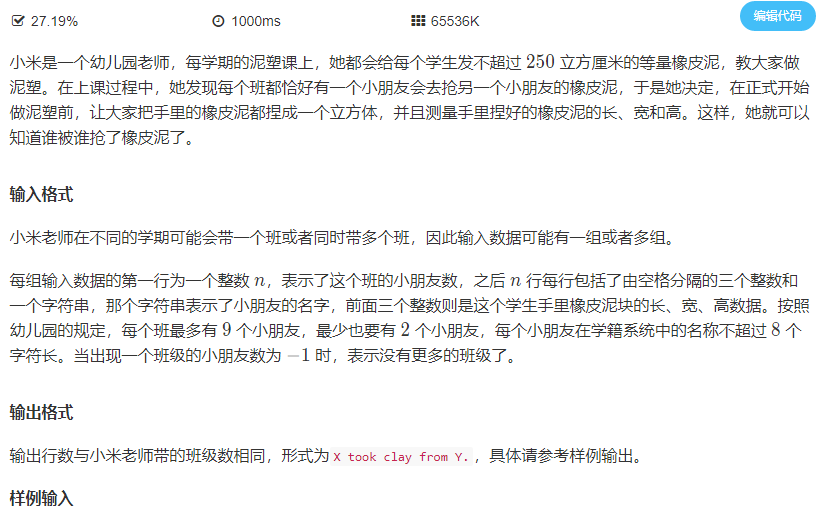 27.19% 1000ms 65536K 编辑代码
小米是一个幼儿园老师，每学期的泥塑课上，她都会给每个学生发不超过 250 立方厘米的等量橡皮泥，教大家做
泥塑。在上课过程中，她发现每个班都恰好有一个小朋友会去抢另一个小朋友的橡皮泥，于是她决定，在正式开始
做泥塑前，让大家把手里的橡皮泥都捏成一个立方体，并且测量手里捏好的橡皮泥的长、宽和高。这样，她就可以
知道谁被谁抢了橡皮泥了。
输入格式
小米老师在不同的学期可能会带一个班或者同时带多个班，因此输入数据可能有一组或者多组。
每组输入数据的第一行为一个整数 n，表示了这个班的小朋友数，之后 n 行每行包括了由空格分隔的三个整数和
一个字符串，那个字符串表示了小朋友的名字，前面三个整数则是这个学生手里橡皮泥块的长、宽、高数据。按照
幼儿园的规定，每个班最多有 9 个小朋友，最少也要有 2 个小朋友，每个小朋友在学籍系统中的名称不超过 8 个
字符长。当出现一个班级的小朋友数为 −1 时，表示没有更多的班级了。
输出格式
输出行数与小米老师带的班级数相同，形式为 X took clay from Y. ，具体请参考样例输出。
样例输入